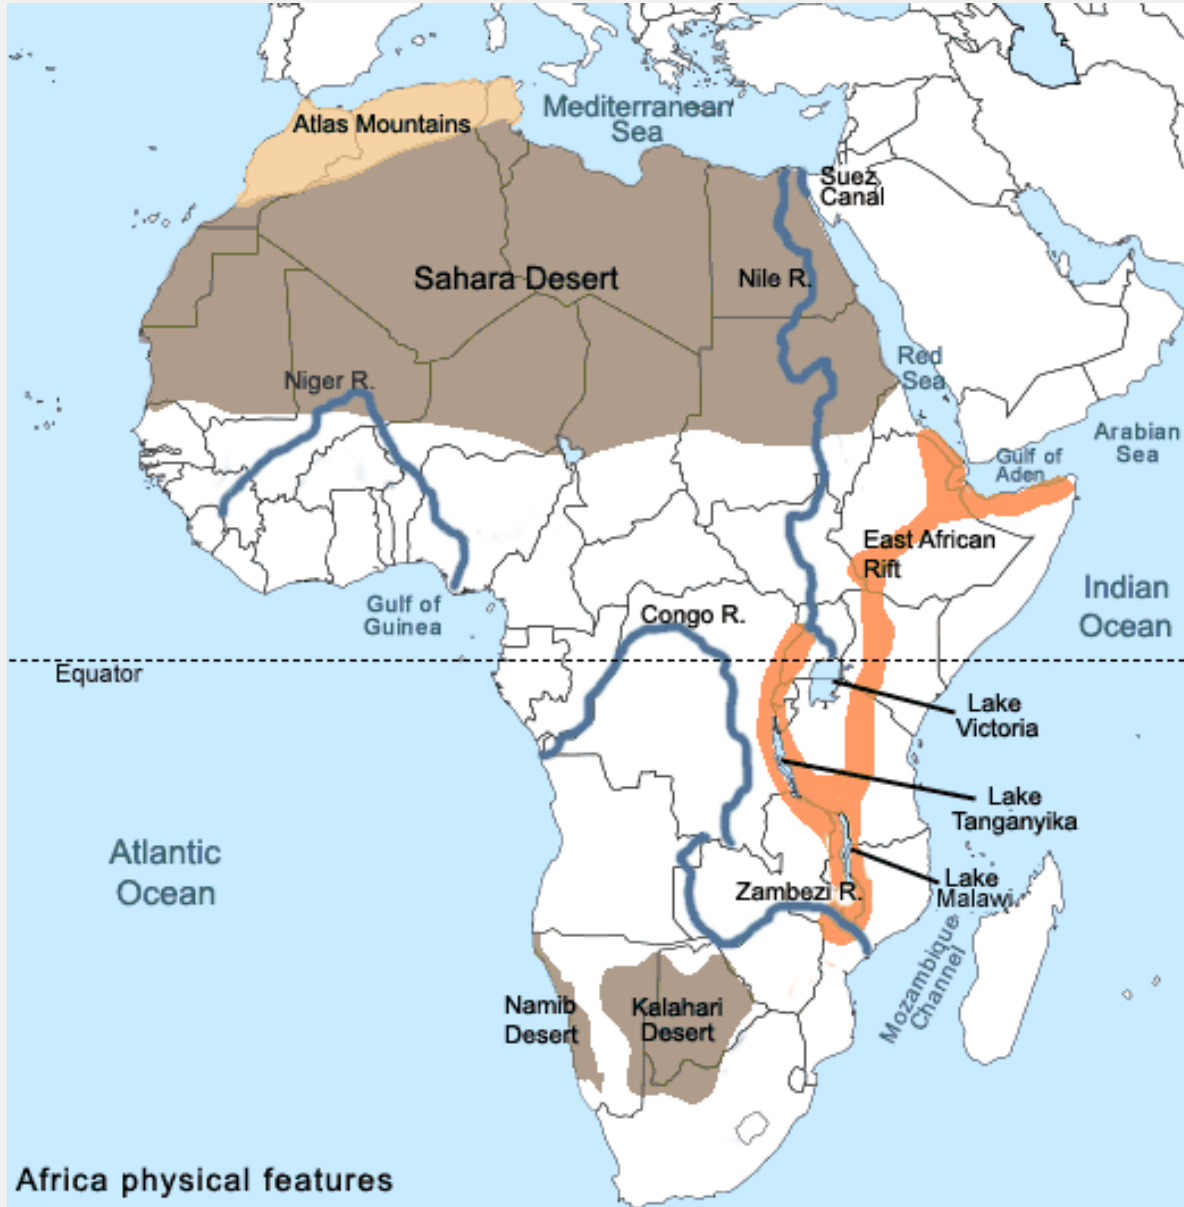 Mediterranean
Sea
Atlas Mountains
Suez
Canal
Sahara Desert
Nile R.
Red
Sea
Niger R.
Arabian
Sea
Gulf of
Aden
East African
Rift
Indian
Ocean
Gulf of
Guinea
Congo R.
Equator
Lake
Victoria
Lake
Tanganyika
Atlantic
Ocean
Lake
Malawi
Zambezi R.
Mozambique
Channel
Namib
Desert
Kalahari
Desert
Africa physical features